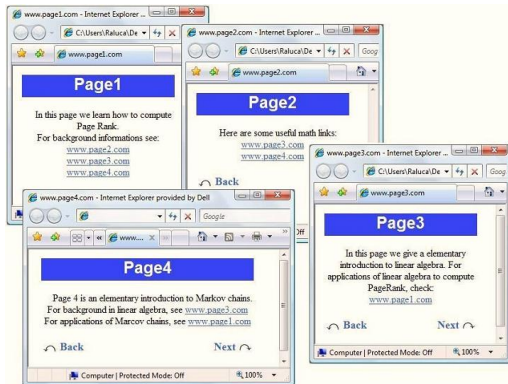 www.page1.com - Internet Explorer ...
C:\Users\Raluca\De
www.page1.com
Page1
In this page we learn how to compute
Page Rank.
For background informations see:
www.page2.com
www.page3.com
www.page4.com
www.page2.com - Internet Explorer ...
C:\Users\Raluca\De
Goog
www.page2.com
Page2
Here are some useful math links:
www.page3.com
www.page4.com
Back
Off
www.page3.com - Internet Explorer ...
C:\Users\Raluca\De
Goog
www.page3.com
Page3
In this page we give a elementary
introduction to linear algebra. For
applications of linear algebra to compute
PageRank, check:
www.page1.com
Back Next
Computer | Protected Mode: Off 100%
www.page4.com - Internet Explorer provided by Dell
Google
www....
Page4
Page 4 is an elementary introduction to Markov chains.
For background in linear algebra, see www.page3.com
For applications of Marcov chains, see www.page1.com
Back Next
Computer | Protected Mode: Off 100%